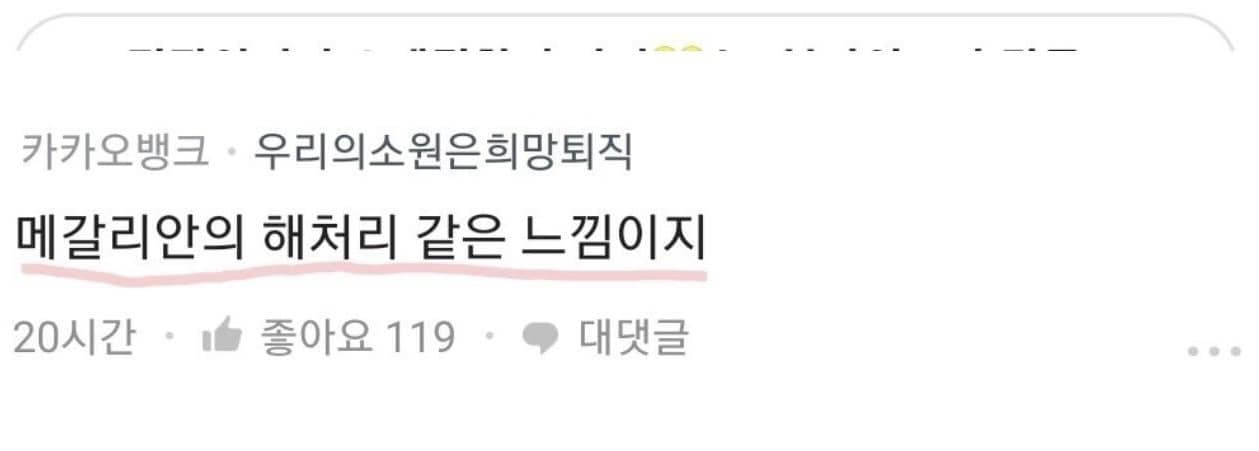 카카오뱅크 · 우리의소원은희망퇴직
메갈리안의 해처리 같은 느낌이지
20시간 · 좋아요 119 · 대댓글